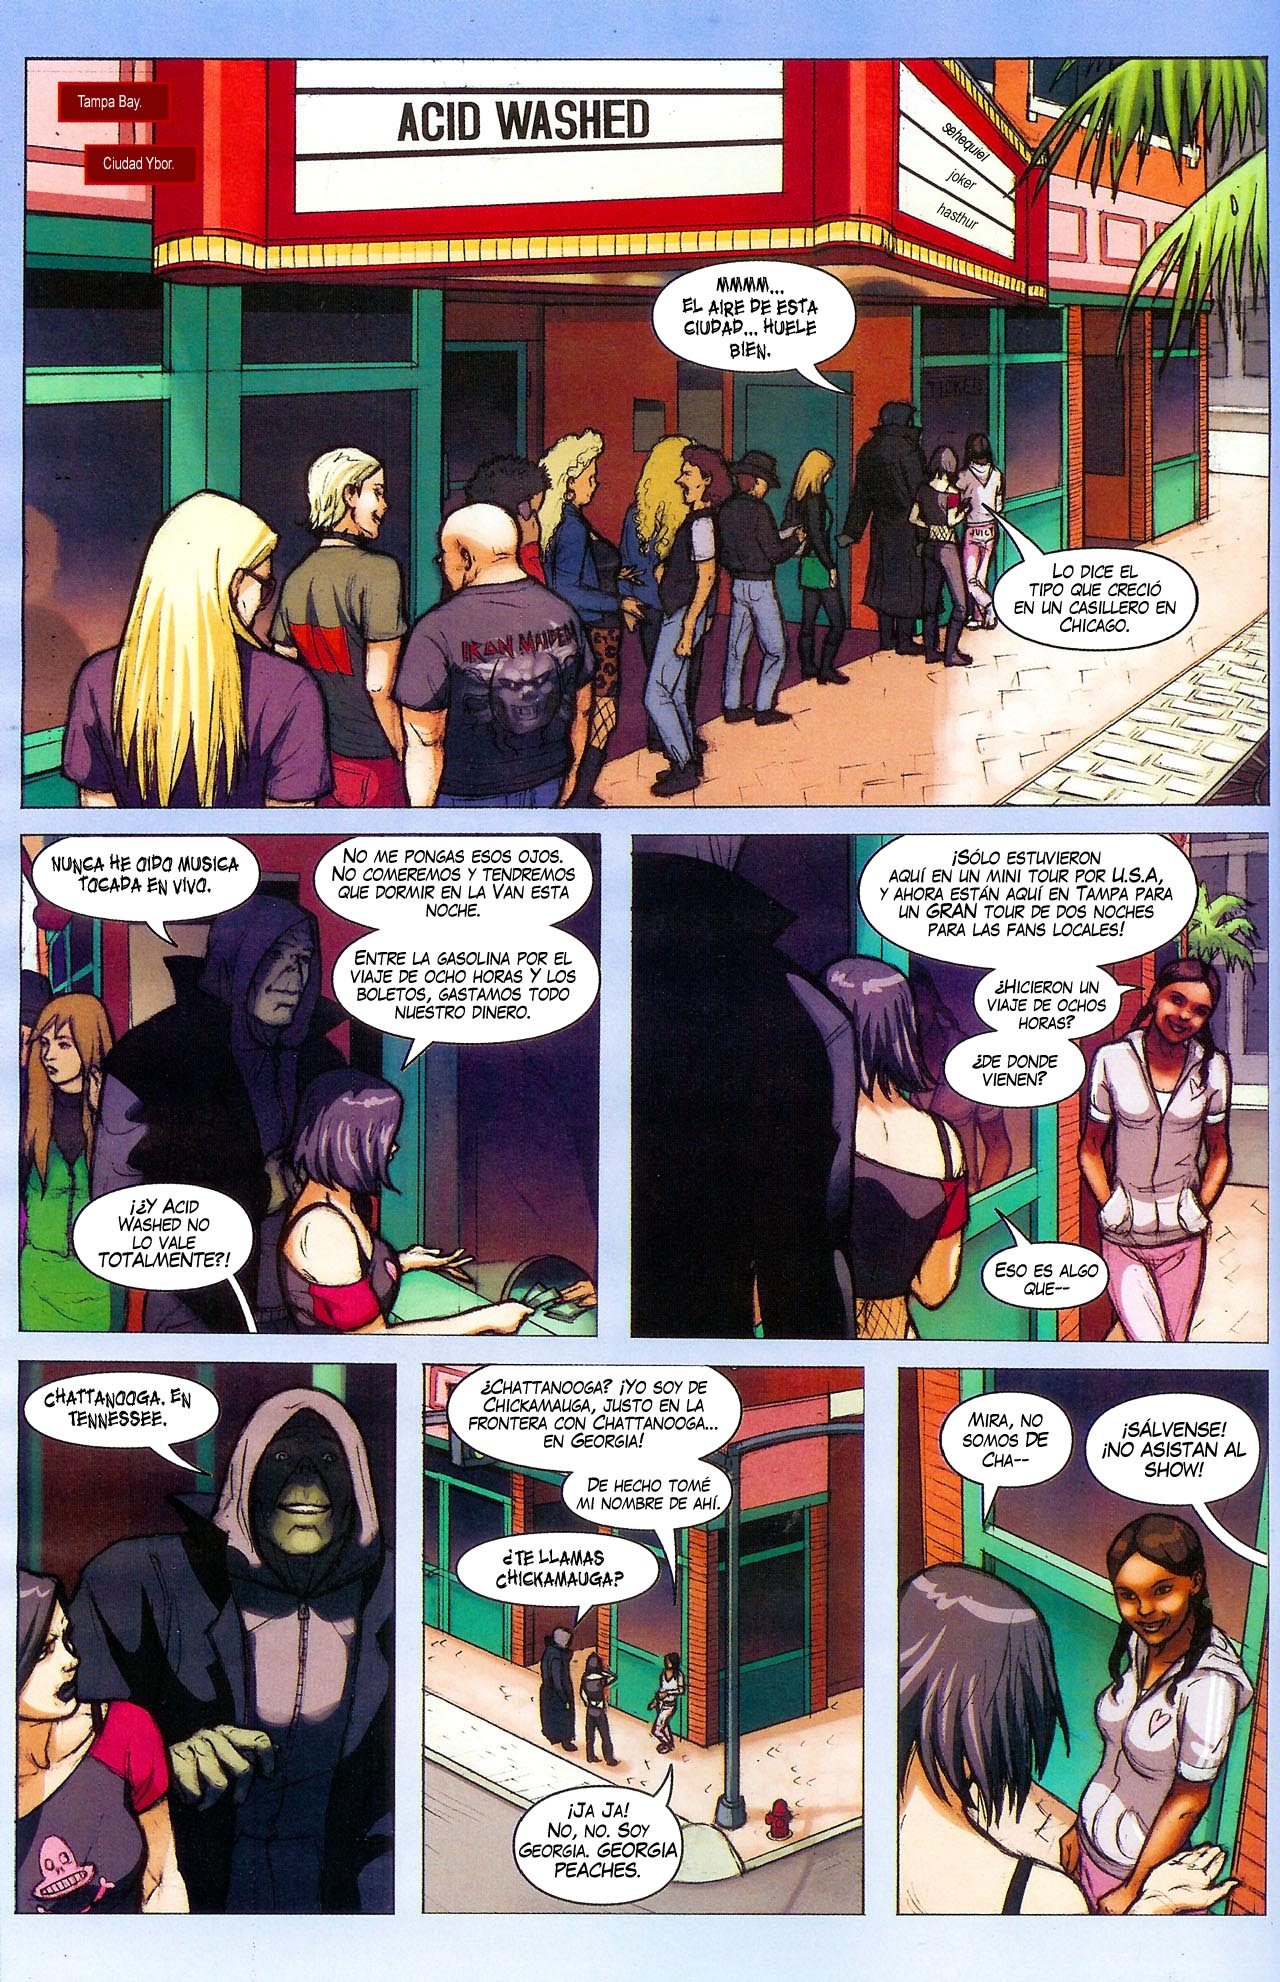 Tampa Bay.
Ciudad Ybor.
ACID WASHED
sehequiel
joker
hasthur
MMMM...
EL AIRE DE ESTA
CIUDAD... HUELE
BIEN.
TICKETS
JUICY
IRAN MAIDEN
LO DICE EL
TIPO QUE CRECIÓ
EN UN CASILLERO EN
CHICAGO.
NUNCA HE OIDO MUSICA
TOCADA EN VIVO.
NO ME PONGAS ESOS OJOS.
NO COMEREMOS Y TENDREMOS
QUE DORMIR EN LA VAN ESTA
NOCHE.
ENTRE LA GASOLINA POR EL
VIAJE DE OCHO HORAS Y LOS
BOLETOS, GASTAMOS TODO
NUESTRO DINERO.
¡¿Y ACID
WASHED NO
LO VALE
TOTALMENTE?!
¡SÓLO ESTUVIERON
AQUÍ EN UN MINI TOUR POR U.S.A,
Y AHORA ESTÁN AQUÍ EN TAMPA PARA
UN GRAN TOUR DE DOS NOCHES
PARA LAS FANS LOCALES!
¿HICIERON UN
VIAJE DE OCHOS
HORAS?
¿DE DONDE
VIENEN?
ESO ES ALGO
QUE--
CHATTANOOGA. EN
TENNESSEE.
¿CHATTANOOGA? ¡YO SOY DE
CHICKAMAUGA, JUSTO EN LA
FRONTERA CON CHATTANOOGA...
EN GEORGIA!
DE HECHO TOMÉ
MI NOMBRE DE AHÍ.
¿TE LLAMAS
CHICKAMAUGA?
¡JA JA!
NO, NO. SOY
GEORGIA. GEORGIA
PEACHES.
MIRA, NO
SOMOS DE
CHA--
¡SÁLVENSE!
¡NO ASISTAN AL
SHOW!